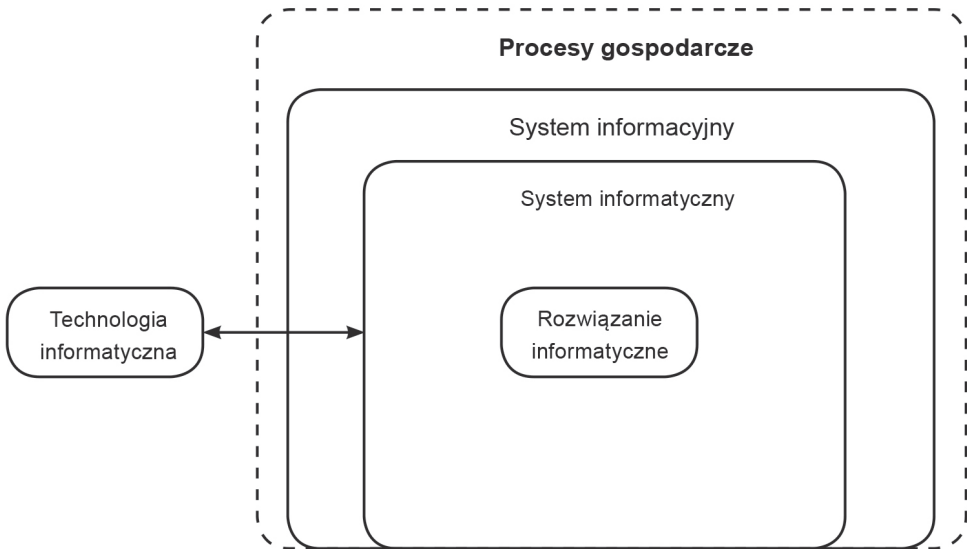 Procesy gospodarcze
System informacyjny
System informatyczny
Technologia
informatyczna
Rozwiązanie
informatyczne